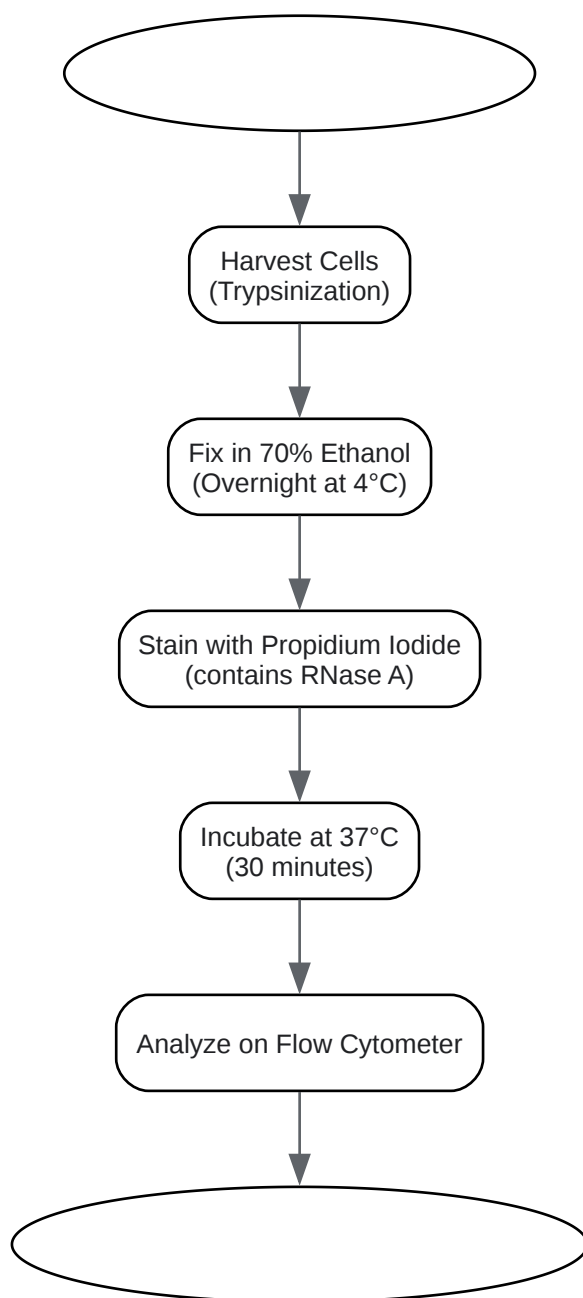 Harvest Cells
(Trypsinization)
Fix in 70% Ethanol
(Overnight at 4°C)
Stain with Propidium Iodide
(contains RNase A)
Incubate at 37°C
(30 minutes)
Analyze on Flow Cytometer